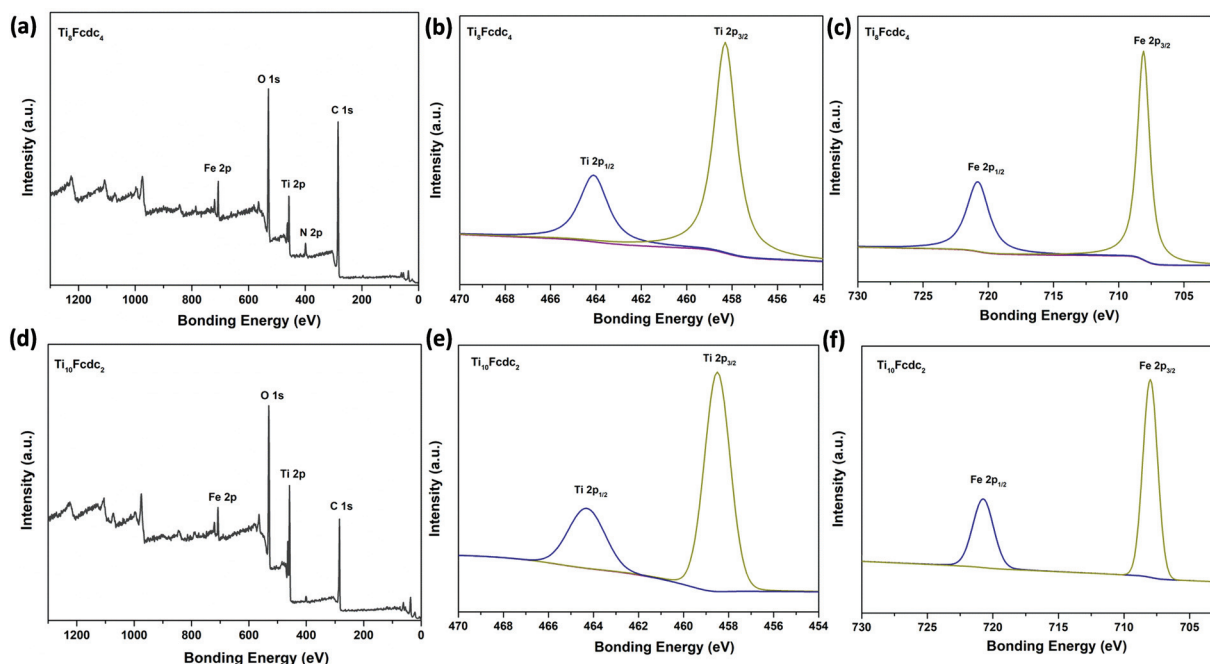 (a)
Ti₈Fcdc₄
O 1s
C 1s
Fe 2p
Ti 2p
N 2p
Intensity (a.u.)
1200 1000 800 600 400 200 0
Bonding Energy (eV)
(b)
Ti₈Fcdc₄
Ti 2p₃/₂
Ti 2p₁/₂
Intensity (a.u.)
470 468 466 464 462 460 458 456 45
Bonding Energy (eV)
(c)
Ti₈Fcdc₄
Fe 2p₃/₂
Fe 2p₁/₂
Intensity (a.u.)
730 725 720 715 710 705
Bonding Energy (eV)
(d)
Ti₁₀Fcdc₂
O 1s
Ti 2p
Fe 2p
C 1s
Intensity (a.u.)
1200 1000 800 600 400 200 0
Bonding Energy (eV)
(e)
Ti₁₀Fcdc₂
Ti 2p₃/₂
Ti 2p₁/₂
Intensity (a.u.)
470 468 466 464 462 460 458 456 454
Bonding Energy (eV)
(f)
Ti₁₀Fcdc₂
Fe 2p₃/₂
Fe 2p₁/₂
Intensity (a.u.)
730 725 720 715 710 705
Bonding Energy (eV)